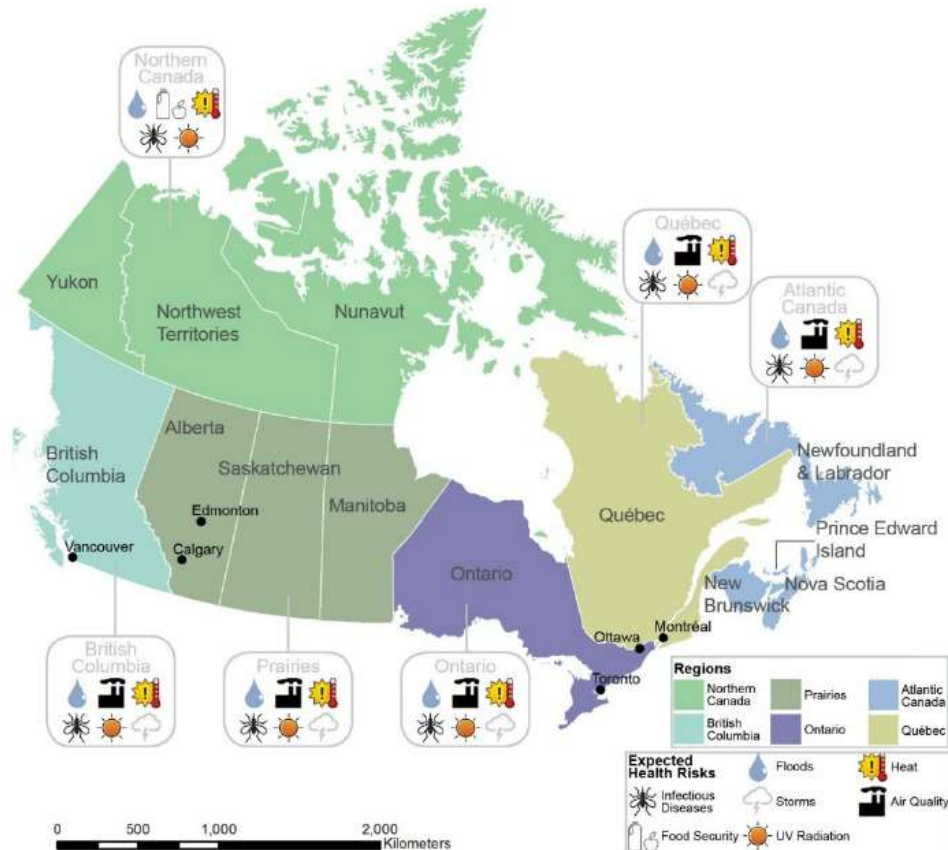 Northern
Canada
Québec
Atlantic
Canada
Yukon
Northwest
Territories
Nunavut
British
Columbia
Alberta
Saskatchewan
Manitoba
Edmonton
Calgary
Vancouver
Ontario
Québec
Newfoundland
& Labrador
Prince Edward
Island
New
Brunswick
Nova Scotia
Ottawa
Montréal
Toronto
British
Columbia
Prairies
Ontario
Regions
Northern
Canada
Prairies
Atlantic
Canada
British
Columbia
Ontario
Québec
Expected
Health Risks
Floods
Heat
Infectious
Diseases
Storms
Air Quality
Food Security
UV Radiation
0 500 1,000 2,000
Kilometers